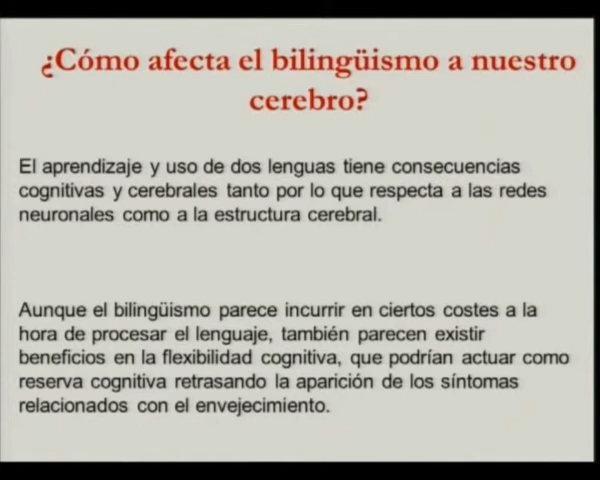 ¿Cómo afecta el bilingüismo a nuestro
cerebro?
El aprendizaje y uso de dos lenguas tiene consecuencias
cognitivas y cerebrales tanto por lo que respecta a las redes
neuronales como a la estructura cerebral.
Aunque el bilingüismo parece incurrir en ciertos costes a la
hora de procesar el lenguaje, también parecen existir
beneficios en la flexibilidad cognitiva, que podrían actuar como
reserva cognitiva retrasando la aparición de los síntomas
relacionados con el envejecimiento.